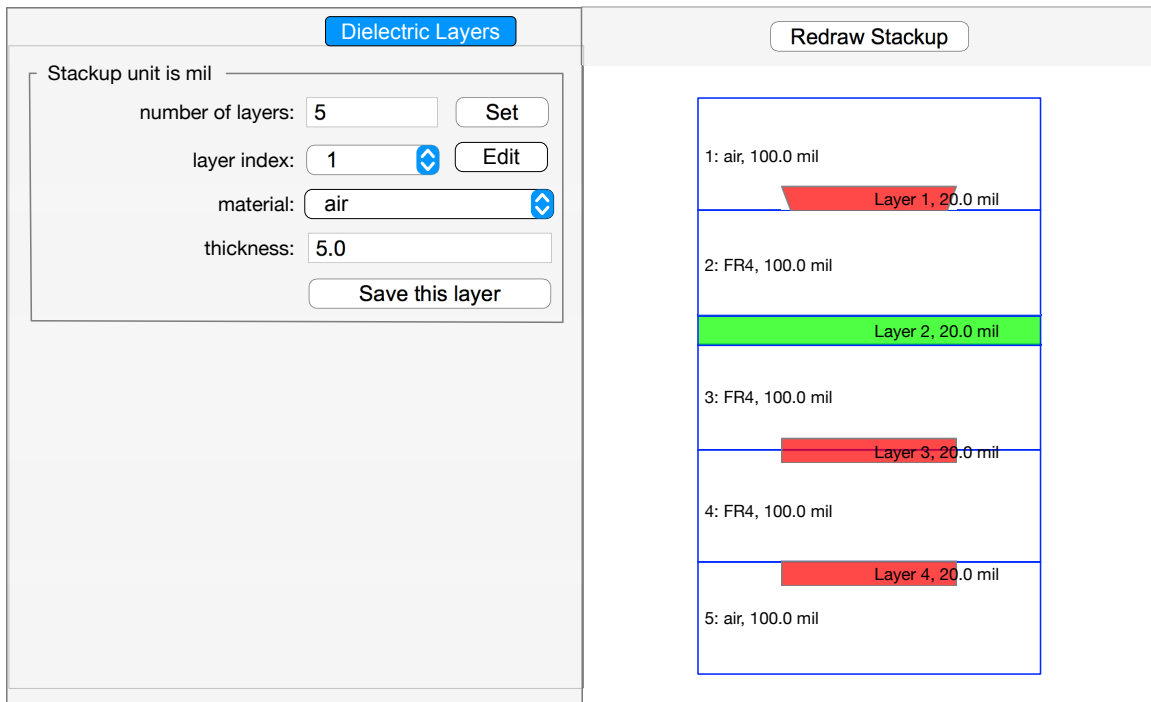 Dielectric Layers
Stackup unit is mil
number of layers: 5 Set
layer index: 1 Edit
material: air
thickness: 5.0
Save this layer
Redraw Stackup
1: air, 100.0 mil
Layer 1, 20.0 mil
2: FR4, 100.0 mil
Layer 2, 20.0 mil
3: FR4, 100.0 mil
Layer 3, 20.0 mil
4: FR4, 100.0 mil
Layer 4, 20.0 mil
5: air, 100.0 mil